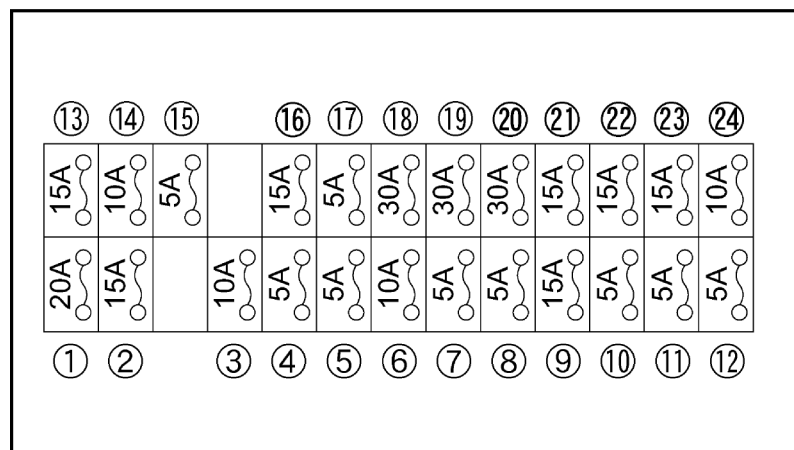 ⑬ ⑭ ⑮ ⑯ ⑰ ⑱ ⑲ ⑳ ㉑ ㉒ ㉓ ㉔
15A 10A 5A 15A 5A 30A 30A 30A 15A 15A 15A 10A
20A 15A 10A 5A 5A 10A 5A 5A 15A 5A 5A 5A
① ② ③ ④ ⑤ ⑥ ⑦ ⑧ ⑨ ⑩ ⑪ ⑫